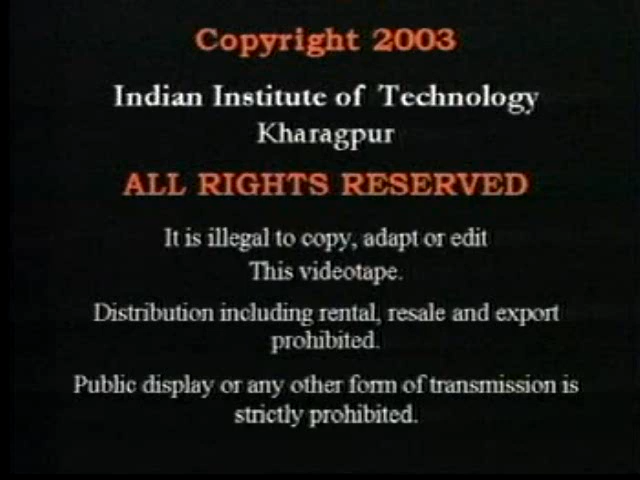 Copyright 2003
Indian Institute of Technology
Kharagpur
ALL RIGHTS RESERVED
It is illegal to copy, adapt or edit
This videotape.
Distribution including rental, resale and export
prohibited.
Public display or any other form of transmission is
strictly prohibited.